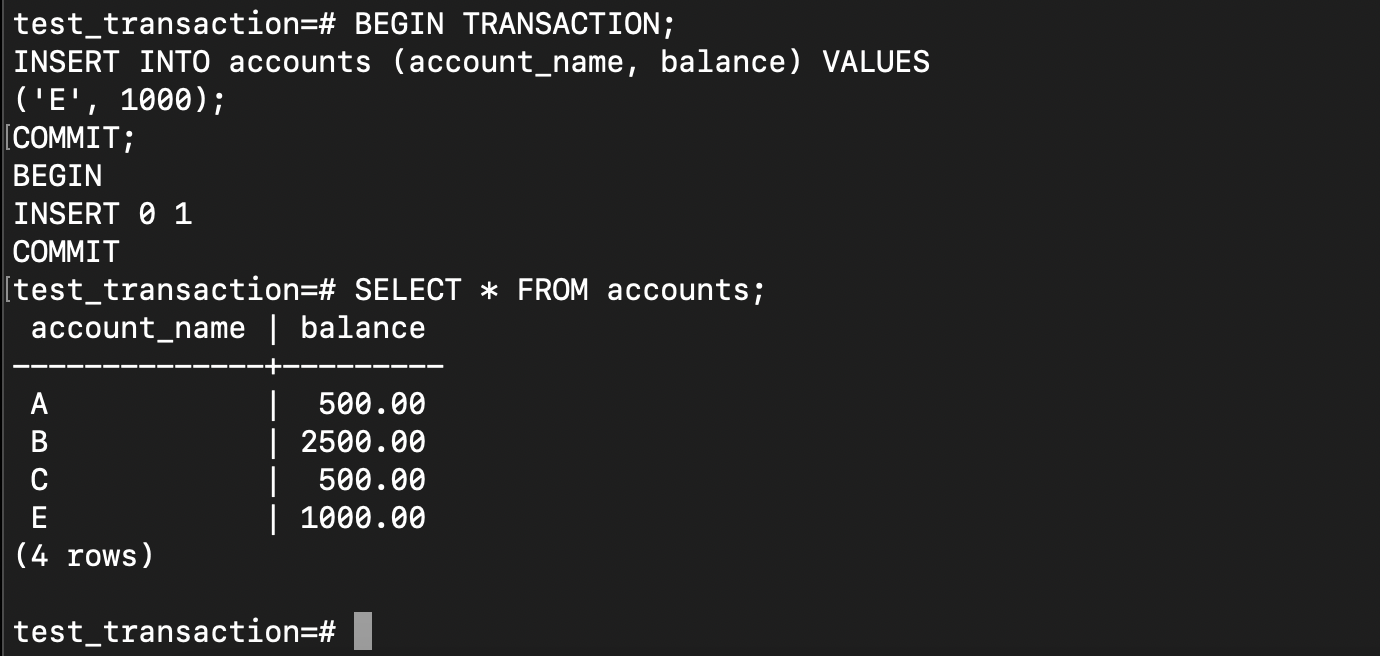 test_transaction=# BEGIN TRANSACTION;
INSERT INTO accounts (account_name, balance) VALUES
('E', 1000);
[COMMIT;
BEGIN
INSERT 0 1
COMMIT
[test_transaction=# SELECT * FROM accounts;
 account_name | balance
--------------+---------
 A            |  500.00
 B            | 2500.00
 C            |  500.00
 E            | 1000.00
(4 rows)

test_transaction=#